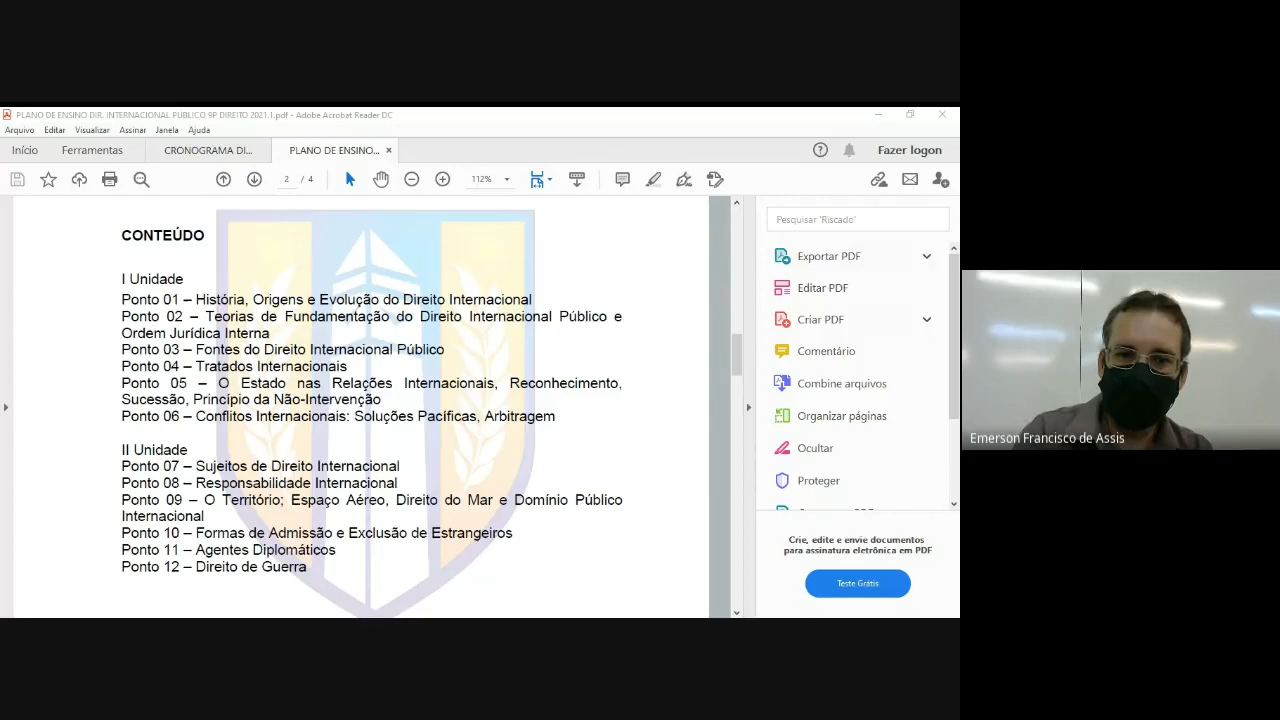 PLANO DE ENSINO DIR. INTERNACIONAL PUBLICO 9P DIREITO 2021.1.pdf - Adobe Acrobat Reader DC
Arquivo Editar Visualizar Assinar Janela Ajuda
Início Ferramentas CRONOGRAMA DI... PLANO DE ENSINO... Fazer logon
2 / 4 112%
CONTEÚDO
I Unidade
Ponto 01 – História, Origens e Evolução do Direito Internacional
Ponto 02 – Teorias de Fundamentação do Direito Internacional Público e
Ordem Jurídica Interna
Ponto 03 – Fontes do Direito Internacional Público
Ponto 04 – Tratados Internacionais
Ponto 05 – O Estado nas Relações Internacionais, Reconhecimento,
Sucessão, Princípio da Não-Intervenção
Ponto 06 – Conflitos Internacionais: Soluções Pacíficas, Arbitragem
II Unidade
Ponto 07 – Sujeitos de Direito Internacional
Ponto 08 – Responsabilidade Internacional
Ponto 09 – O Território; Espaço Aéreo, Direito do Mar e Domínio Público
Internacional
Ponto 10 – Formas de Admissão e Exclusão de Estrangeiros
Ponto 11 – Agentes Diplomáticos
Ponto 12 – Direito de Guerra
Pesquisar 'Riscado'
Exportar PDF
Editar PDF
Criar PDF
Comentário
Combine arquivos
Organizar páginas
Ocultar
Proteger
Crie, edite e envie documentos
para assinatura eletrônica em PDF
Teste Grátis
Emerson Francisco de Assis